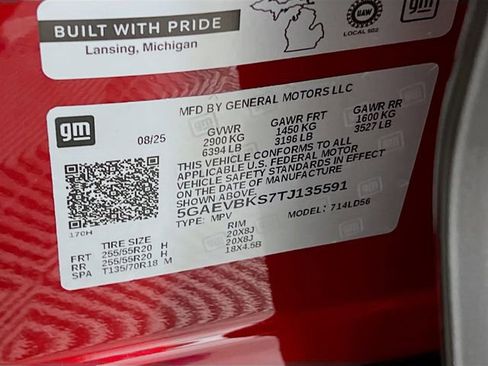 BUILT WITH PRIDE
Lansing, Michigan
UAW
LOCAL 602
gm
MFD BY GENERAL MOTORS LLC
gm
08/25
GVWR GAWR FRT GAWR RR
2900 KG 1450 KG 1600 KG
6394 LB 3196 LB 3527 LB
THIS VEHICLE CONFORMS TO ALL
APPLICABLE U.S. FEDERAL MOTOR
VEHICLE SAFETY STANDARDS IN EFFECT
ON THE DATE OF MANUFACTURE
SHOWN ABOVE.
5GAEVBKS7TJ135591
TYPE: MPV MODEL: 714LD56
170H
TIRE SIZE RIM
FRT 255/55R20 H 20X8J
RR 255/55R20 H 20X8J
SPA T135/70R18 M 18X4.5B